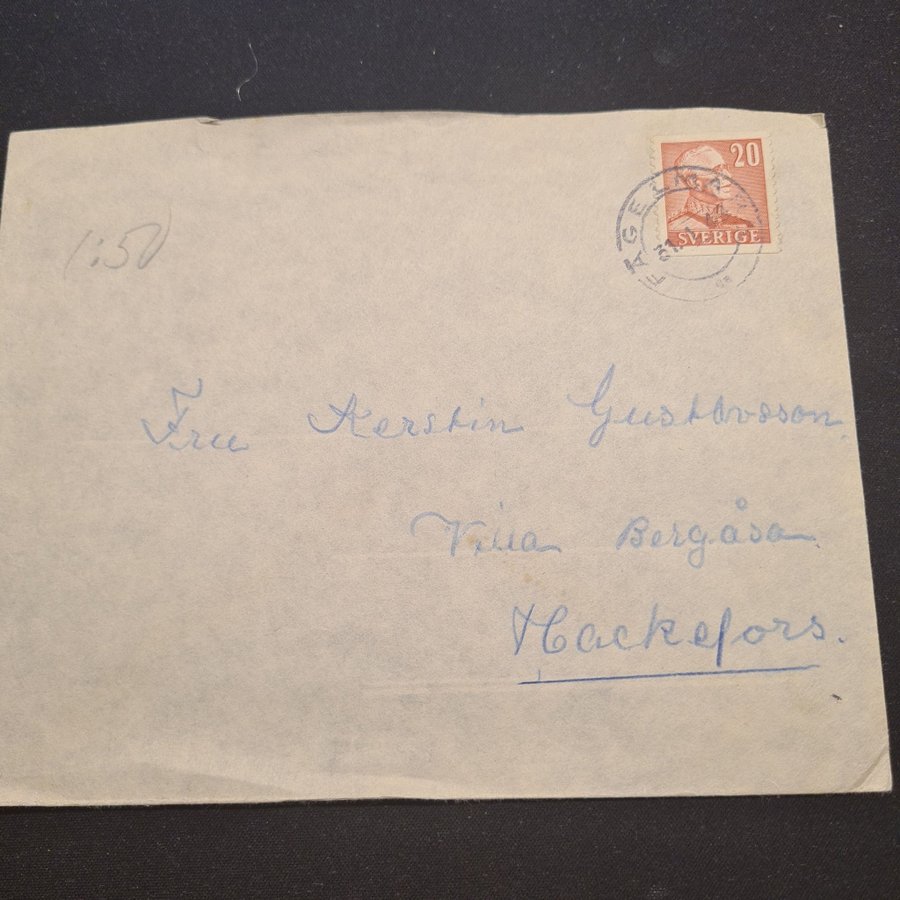 20
SVERIGE
1:50
Fru Kerstin Gustavsson.
Villa Bergåsa.
Hackefors.